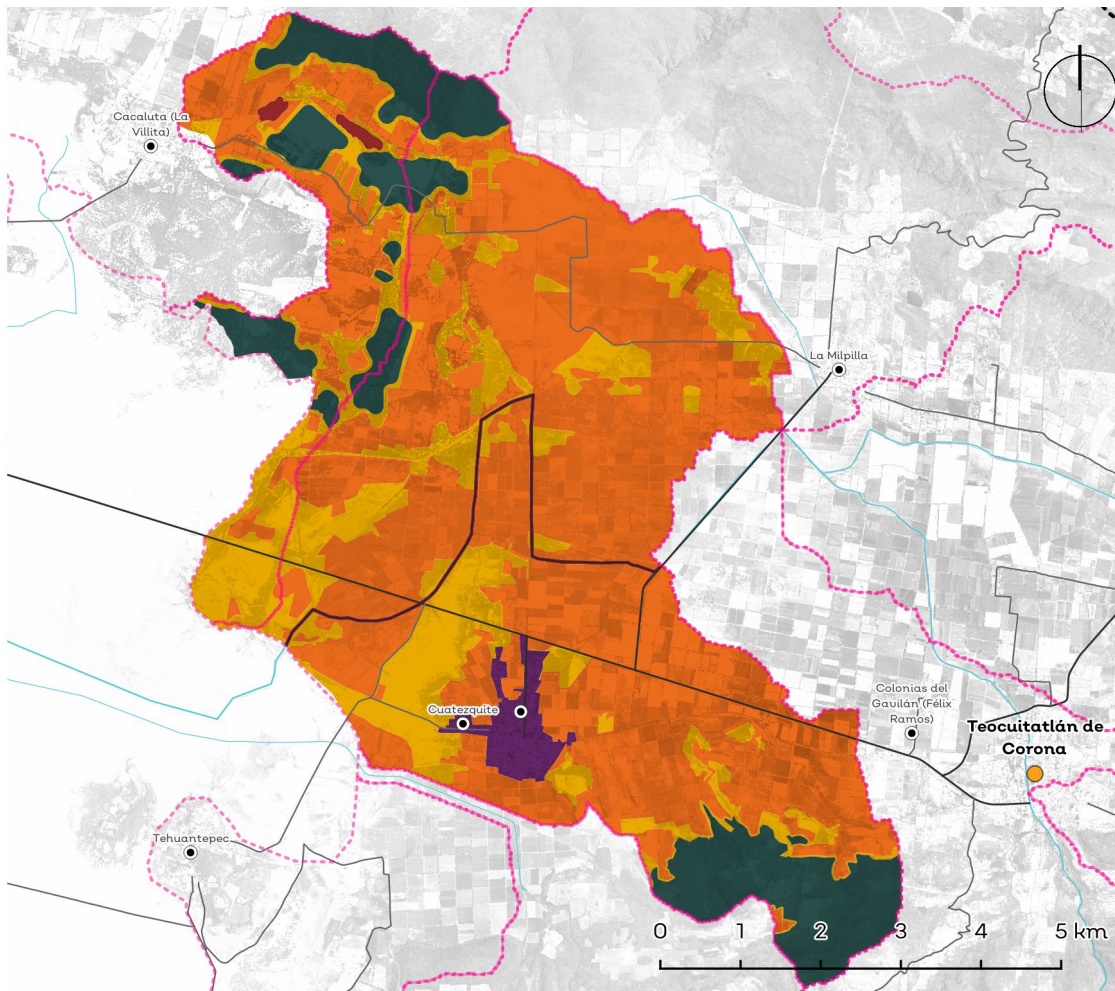 Cacaluta (La
Villita)
La Milpilla
Colonias del
Gavilán (Félix
Ramos)
Cuatezquite
Teocuitatlán de
Corona
Tehuantepec
0 1 2 3 4 5 km